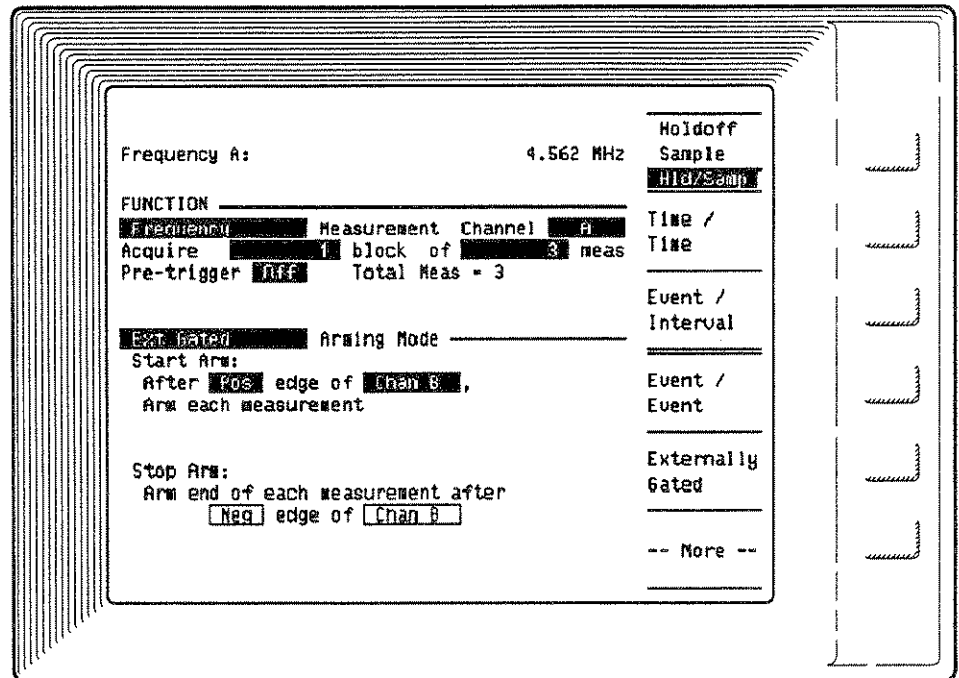 Frequency A: 4.562 MHz
FUNCTION
Frequency Measurement Channel A
Acquire 1 block of 3 meas
Pre-trigger Off Total Meas = 3
Ext Gated Arming Mode
Start Arm:
After Pos edge of Chan B ,
Arm each measurement
Stop Arm:
Arm end of each measurement after
Neg edge of Chan B
Holdoff
Sample
Hld/Samp
Time /
Time
Event /
Interval
Event /
Event
Externally
Gated
-- More --